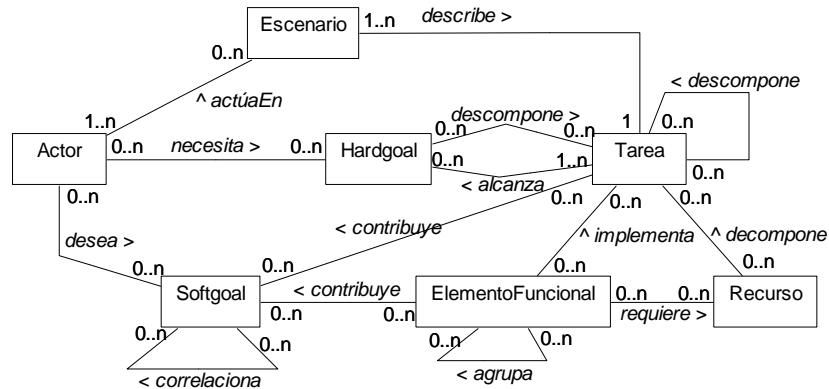 Escenario
1..n
describe >
0..n
^ actúaEn
< descompone
1..n
descompone >
0..n
0..n
1
0..n
Actor
0..n
necesita >
0..n
Hardgoal
0..n
1..n
Tarea
0..n
< alcanza
0..n
0..n
0..n
0..n
desea >
< contribuye
^ implementa
^ decompone
0..n
0..n
0..n
0..n
Softgoal
< contribuye
ElementoFuncional
0..n
0..n
Recurso
0..n
0..n
requiere >
0..n
0..n
0..n
0..n
< correlaciona
< agrupa